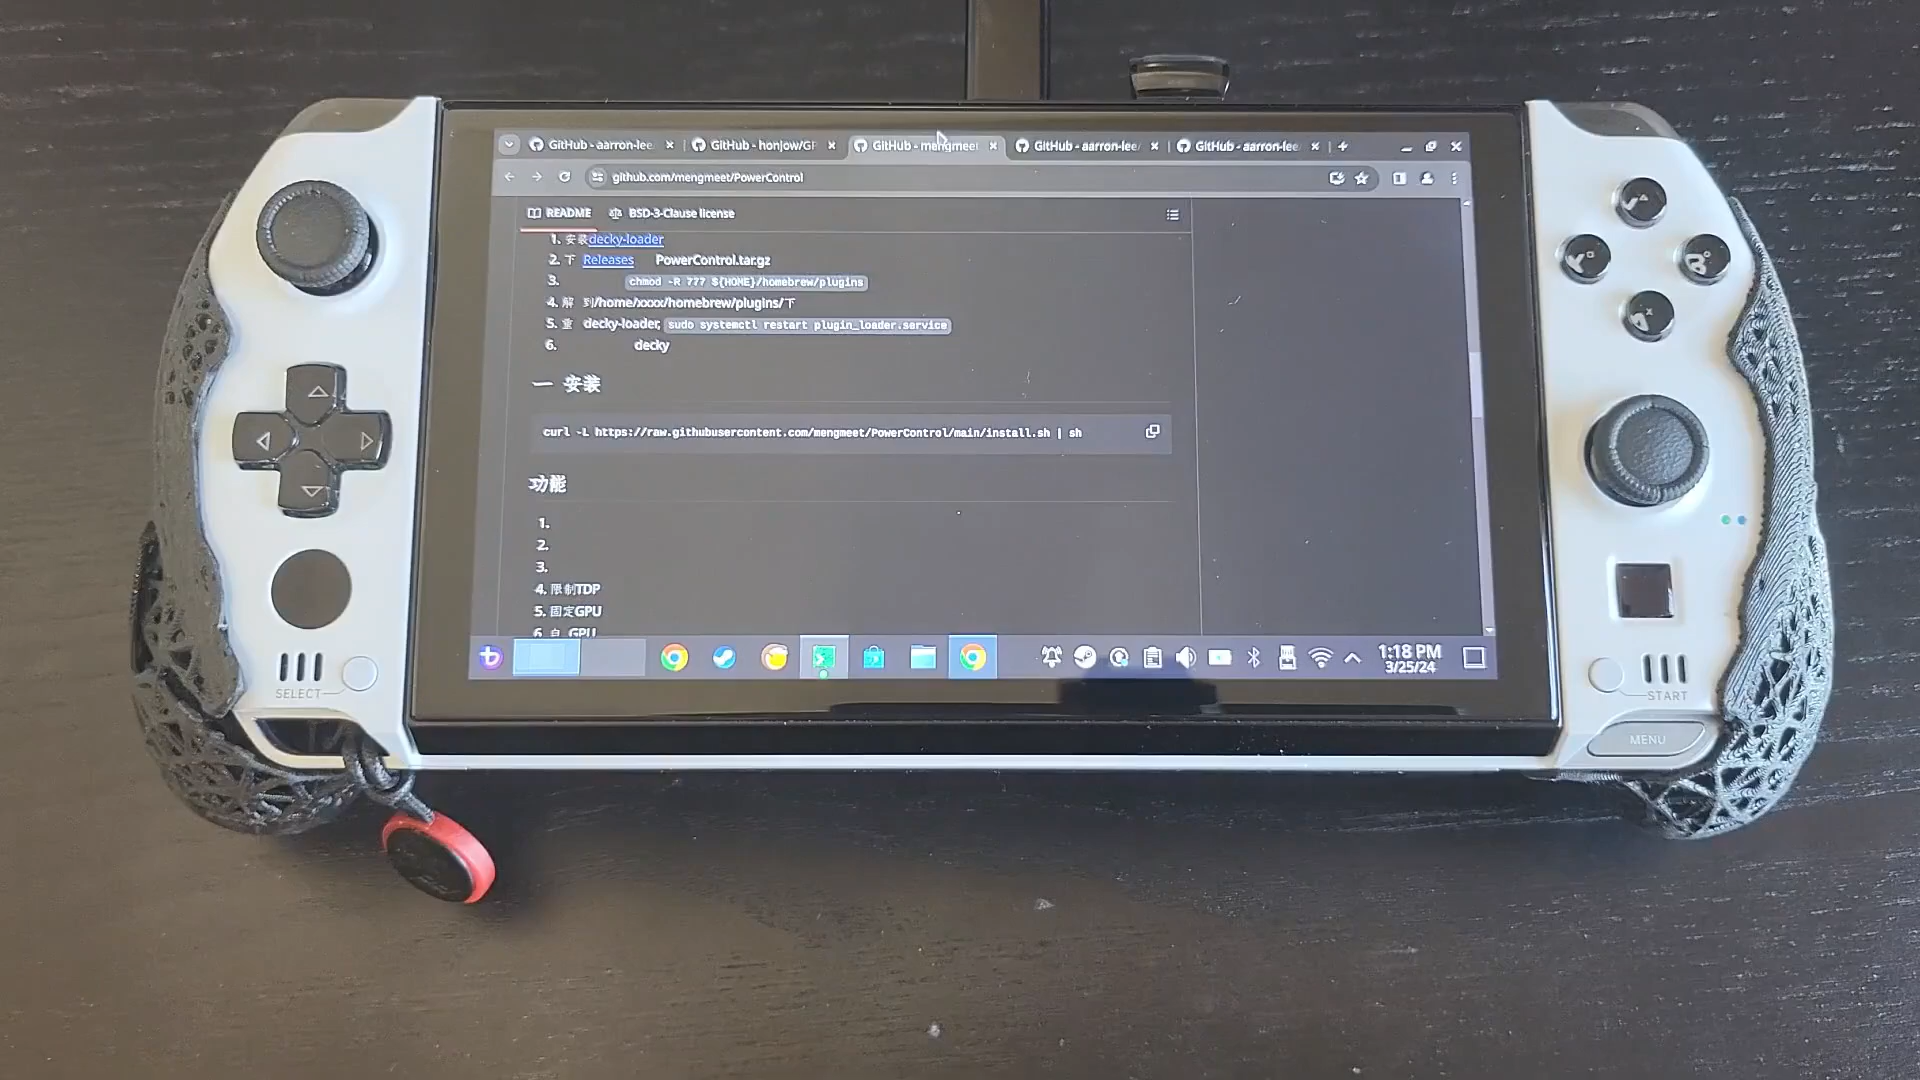 GitHub - aarron-lee
GitHub - honjow/GP
GitHub - mengmeet
GitHub - aarron-lee/
GitHub - aarron-lee/
github.com/mengmeet/PowerControl
README
BSD-3-Clause license
1. 安装decky-loader
2. 下 Releases PowerControl.tar.gz
3. chmod -R 777 ${HOME}/homebrew/plugins
4. 解 到/home/xxxx/homebrew/plugins/下
5. 重 decky-loader, sudo systemctl restart plugin_loader.service
6. decky
一 安装
curl -L https://raw.githubusercontent.com/mengmeet/PowerControl/main/install.sh | sh
功能
1.
2.
3.
4. 限制TDP
5. 固定GPU
6. 自 GPU
1:18 PM
3/25/24
SELECT
START
MENU